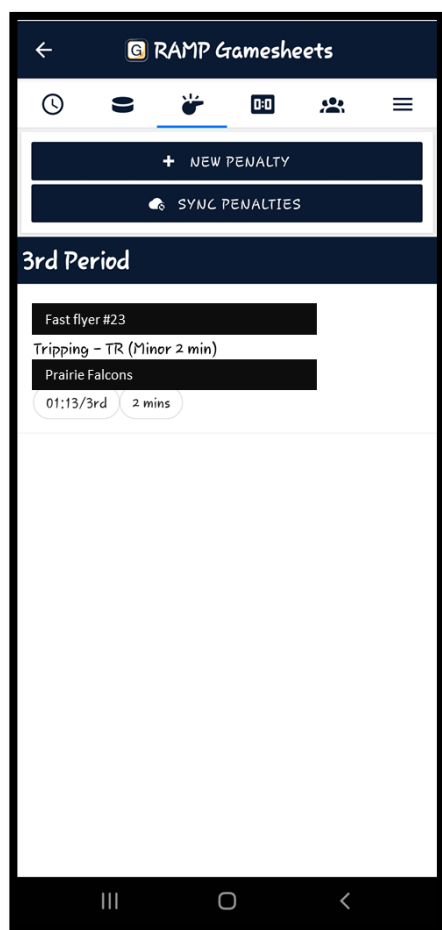 G RAMP Gamesheets
0:0
+ NEW PENALTY
SYNC PENALTIES
3rd Period
Fast flyer #23
Tripping - TR (Minor 2 min)
Prairie Falcons
01:13/3rd 2 mins